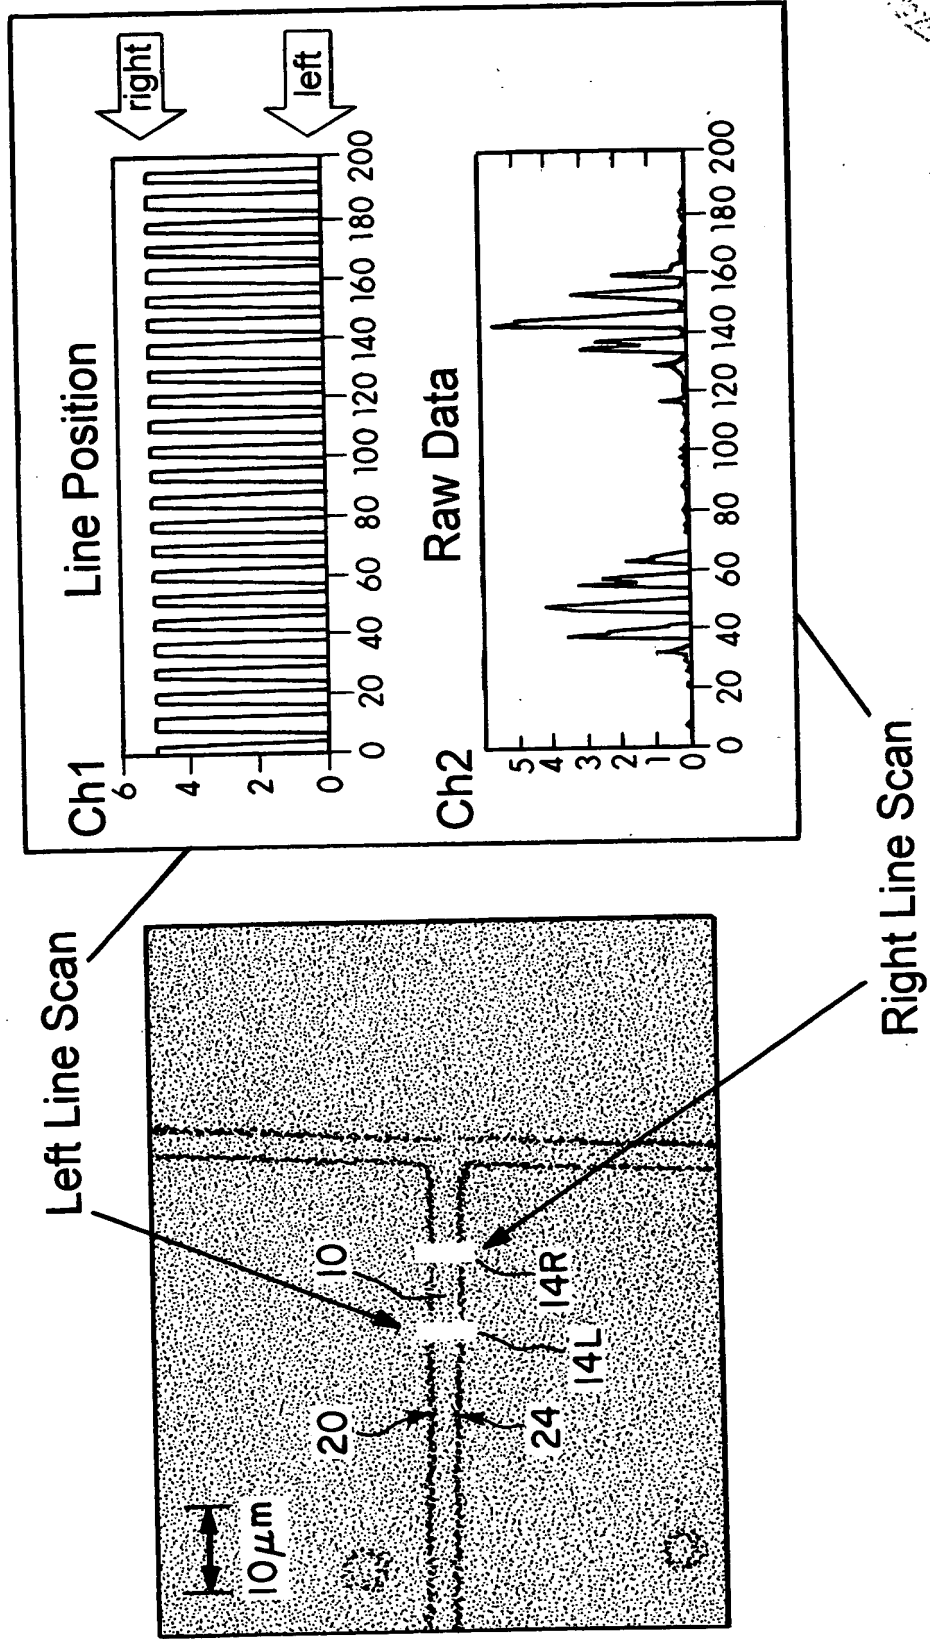 Left Line Scan
10μm
20
10
24
14L
14R
Right Line Scan
Ch1
Line Position
right
left
6
4
2
0
0 20 40 60 80 100 120 140 160 180 200
Ch2
Raw Data
5
4
3
2
1
0
0 20 40 60 80 100 120 140 160 180 200